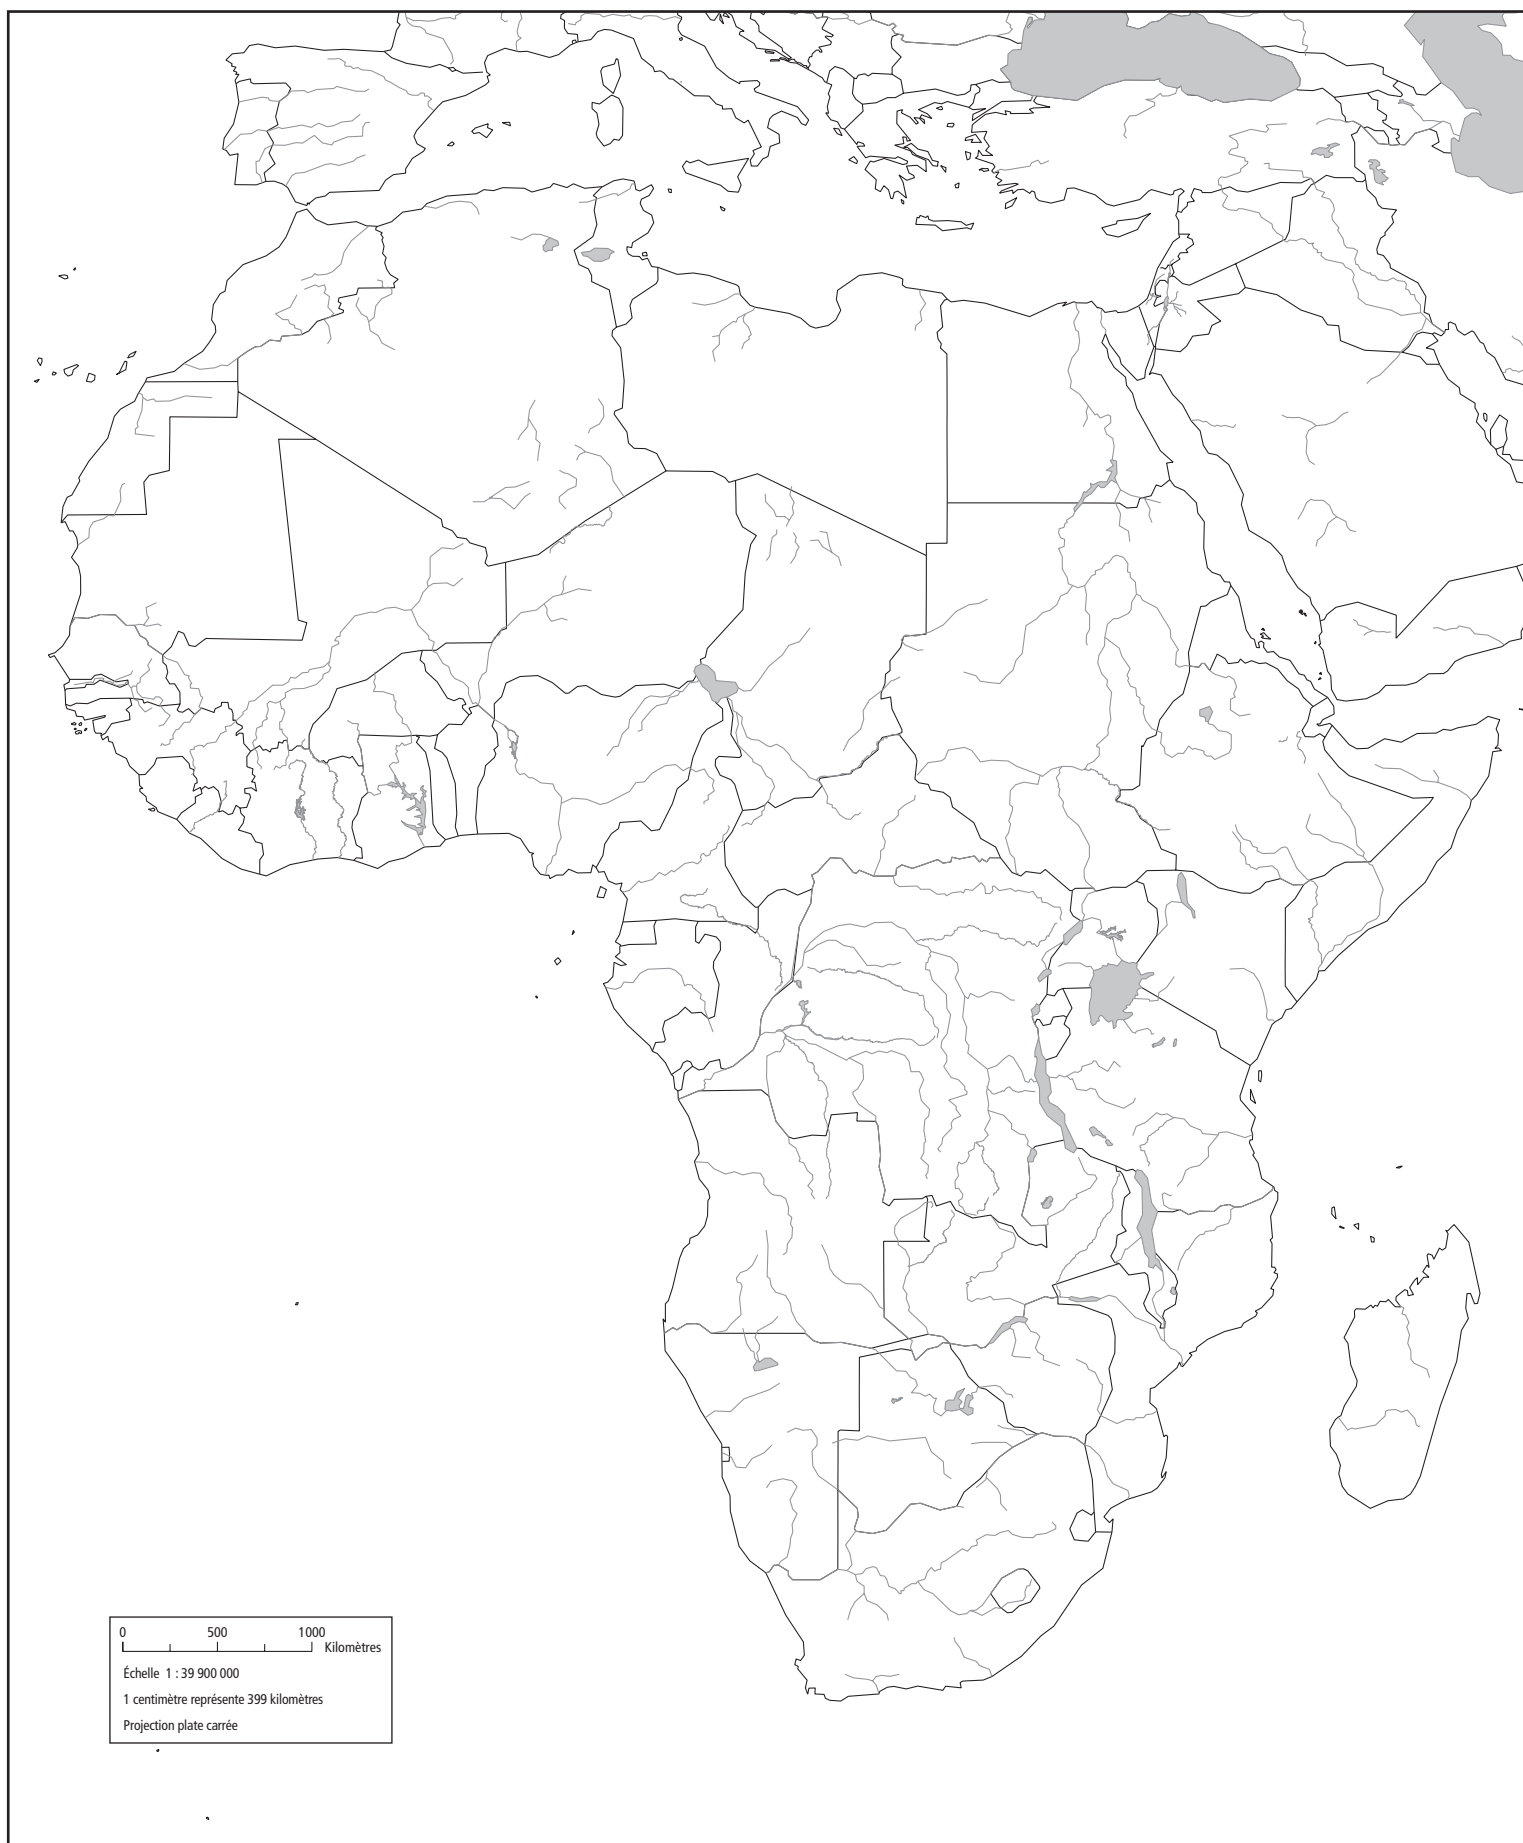 0 500 1000
Kilomètres
Échelle 1 : 39 900 000
1 centimètre représente 399 kilomètres
Projection plate carrée